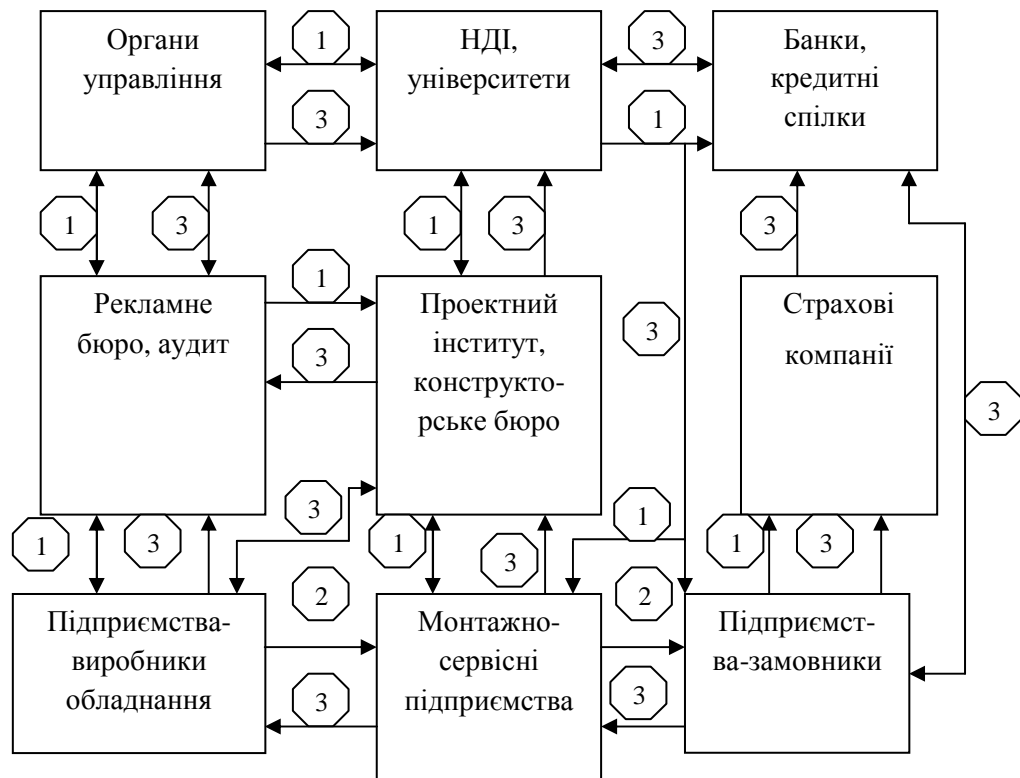 Органи
управління
1
3
НДІ,
університети
3
1
Банки,
кредитні
спілки
1
3
1
3
3
Рекламне
бюро, аудит
1
3
Проектний
інститут,
конструкто-
рське бюро
3
Страхові
компанії
3
1
3
3
1
3
1
1
3
Підприємства-
виробники
обладнання
2
3
Монтажно-
сервісні
підприємства
2
3
Підприємст-
ва-замовники